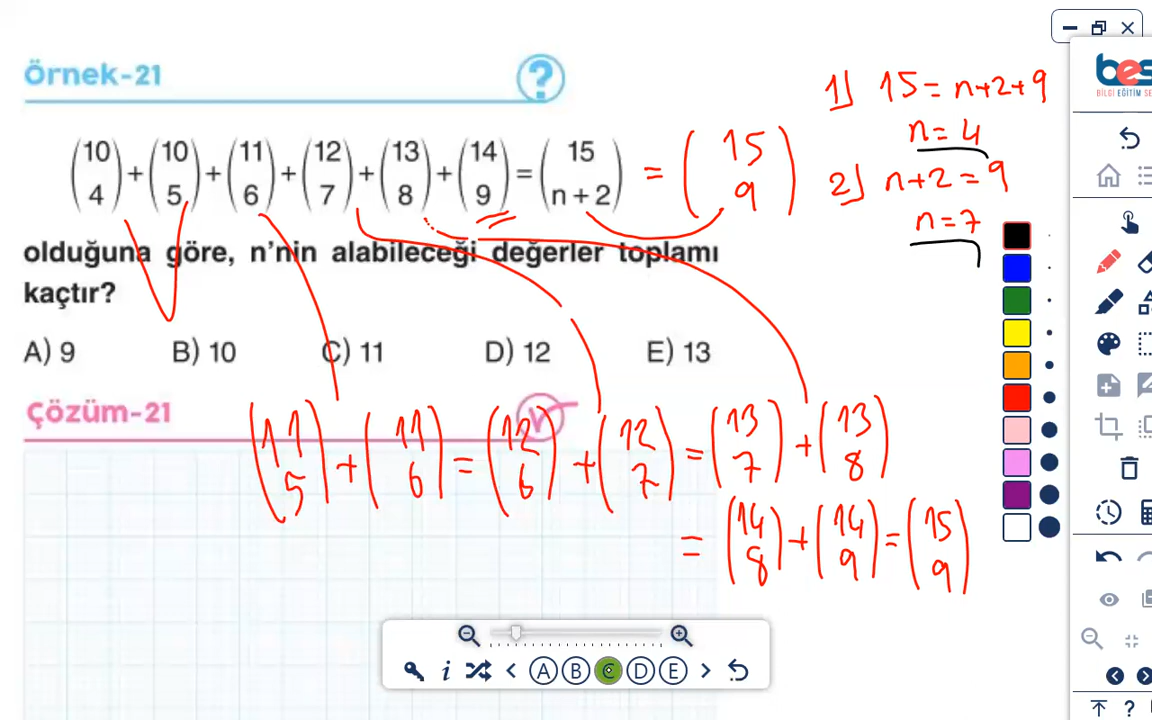 Örnek-21
?
(10 4) + (10 5) + (11 6) + (12 7) + (13 8) + (14 9) = (15 n + 2) = (15 9)
olduğuna göre, n’nin alabileceği değerler toplamı
kaçtır?
A) 9 B) 10 C) 11 D) 12 E) 13
1) 15 = n+2+9
n = 4
2) n+2 = 9
n = 7
Çözüm-21
(11 5) + (11 6) = (12 6) + (12 7) = (13 7) + (13 8)
= (14 8) + (14 9) = (15 9)
i A B C D E
bes
BİLGİ EĞİTİM SE
?